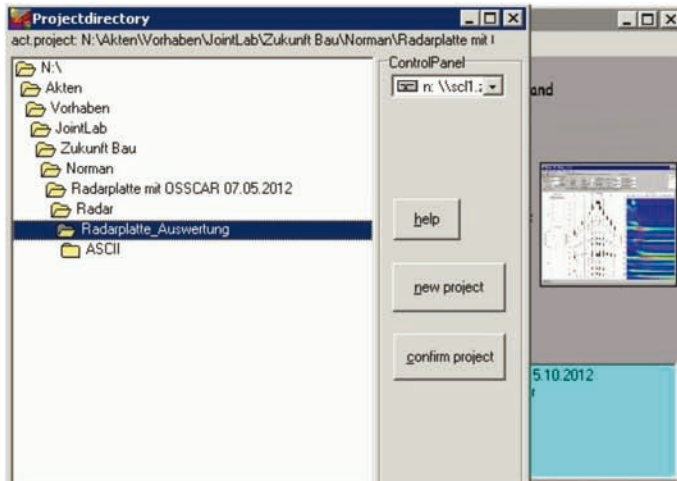 Projectdirectory
act.project: N:\Akten\Vorhaben\JointLab\Zukunft Bau\Norman\Radarplatte mit
N:\
Akten
Vorhaben
JointLab
Zukunft Bau
Norman
Radarplatte mit OSSCAR 07.05.2012
Radar
Radarplatte_Auswertung
ASCII
ControlPanel
n: \\scl1.z
help
new project
confirm project
and
5.10.2012
r